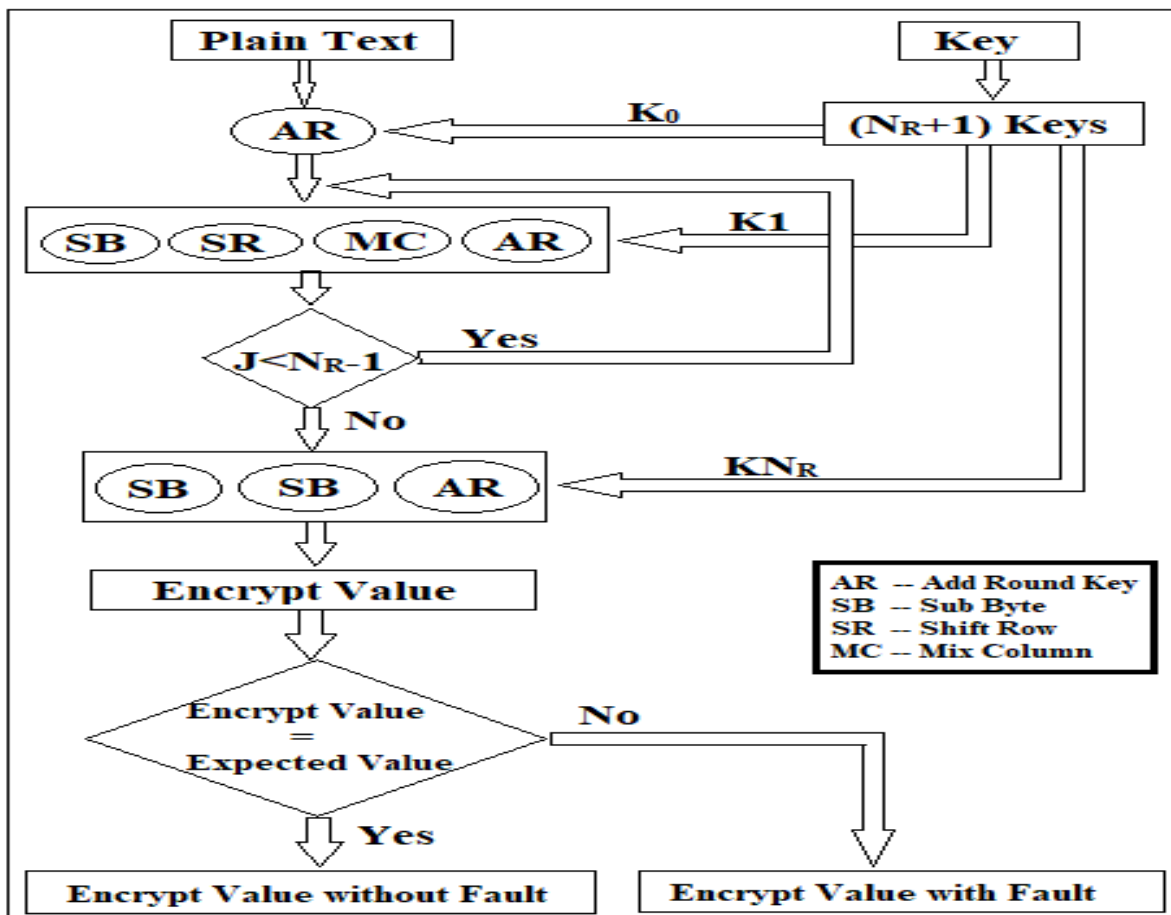 Plain Text
Key
K0
AR
(NR+1) Keys
K1
SB SR MC AR
J<NR-1
Yes
No
KNR
SB SB AR
Encrypt Value
AR -- Add Round Key
SB -- Sub Byte
SR -- Shift Row
MC -- Mix Column
Encrypt Value
=
Expected Value
No
Yes
Encrypt Value without Fault
Encrypt Value with Fault